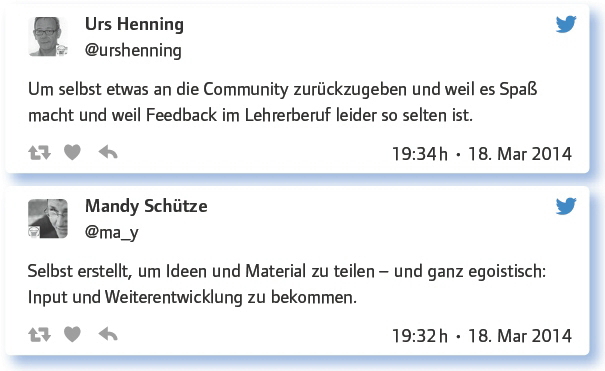 Urs Henning
@urshenning
Um selbst etwas an die Community zurückzugeben und weil es Spaß
macht und weil Feedback im Lehrerberuf leider so selten ist.
19:34 h · 18. Mar 2014
Mandy Schütze
@ma_y
Selbst erstellt, um Ideen und Material zu teilen – und ganz egoistisch:
Input und Weiterentwicklung zu bekommen.
19:32 h · 18. Mar 2014